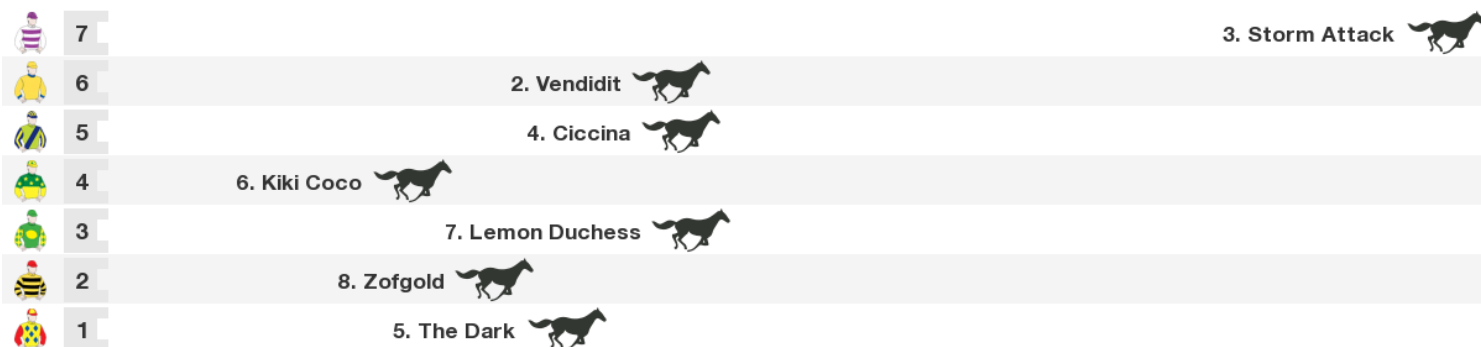 7 3. Storm Attack
6 2. Vendidit
5 4. Ciccina
4 6. Kiki Coco
3 7. Lemon Duchess
2 8. Zofgold
1 5. The Dark